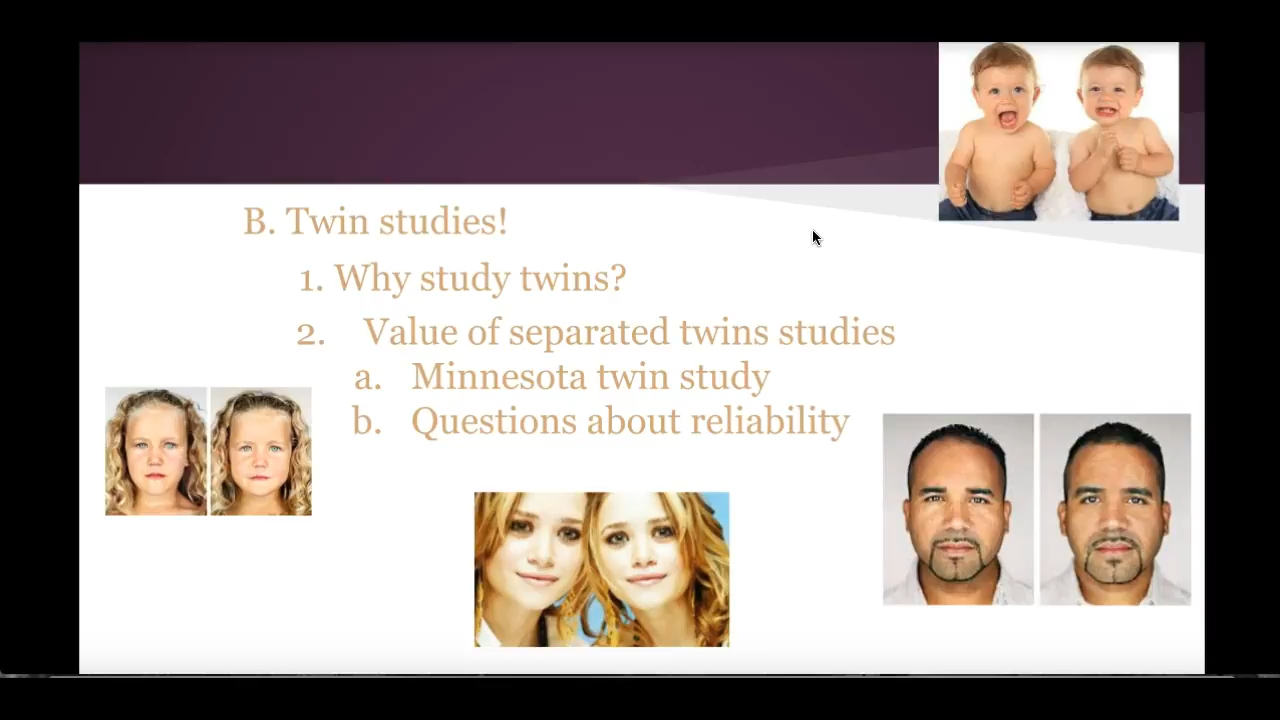 B. Twin studies!
1. Why study twins?
2. Value of separated twins studies
a. Minnesota twin study
b. Questions about reliability